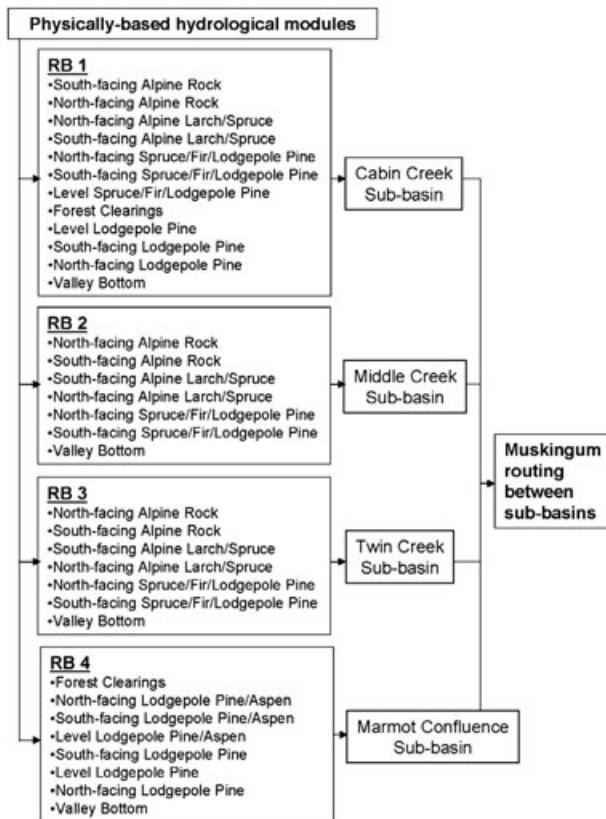 Physically-based hydrological modules
RB 1
•South-facing Alpine Rock
•North-facing Alpine Rock
•North-facing Alpine Larch/Spruce
•South-facing Alpine Larch/Spruce
•North-facing Spruce/Fir/Lodgepole Pine
•South-facing Spruce/Fir/Lodgepole Pine
•Level Spruce/Fir/Lodgepole Pine
•Forest Clearings
•Level Lodgepole Pine
•South-facing Lodgepole Pine
•North-facing Lodgepole Pine
•Valley Bottom
Cabin Creek
Sub-basin
RB 2
•North-facing Alpine Rock
•South-facing Alpine Rock
•South-facing Alpine Larch/Spruce
•North-facing Alpine Larch/Spruce
•North-facing Spruce/Fir/Lodgepole Pine
•South-facing Spruce/Fir/Lodgepole Pine
•Valley Bottom
Middle Creek
Sub-basin
RB 3
•North-facing Alpine Rock
•South-facing Alpine Rock
•South-facing Alpine Larch/Spruce
•North-facing Alpine Larch/Spruce
•North-facing Spruce/Fir/Lodgepole Pine
•South-facing Spruce/Fir/Lodgepole Pine
•Valley Bottom
Twin Creek
Sub-basin
RB 4
•Forest Clearings
•North-facing Lodgepole Pine/Aspen
•South-facing Lodgepole Pine/Aspen
•Level Lodgepole Pine/Aspen
•South-facing Lodgepole Pine
•Level Lodgepole Pine
•North-facing Lodgepole Pine
•Valley Bottom
Marmot Confluence
Sub-basin
Muskingum
routing
between
sub-basins